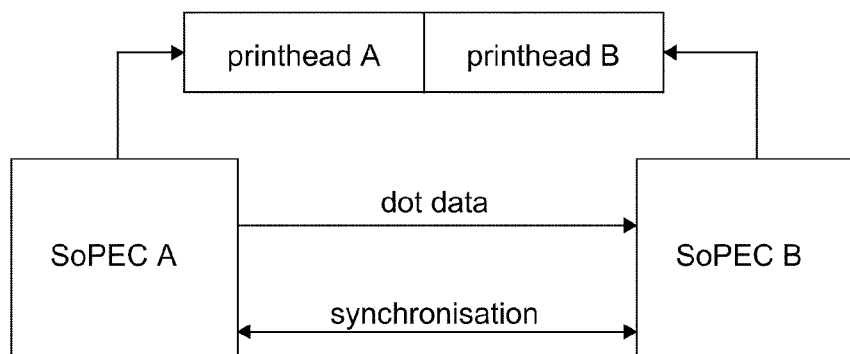 printhead A
printhead B
dot data
SoPEC A
SoPEC B
synchronisation